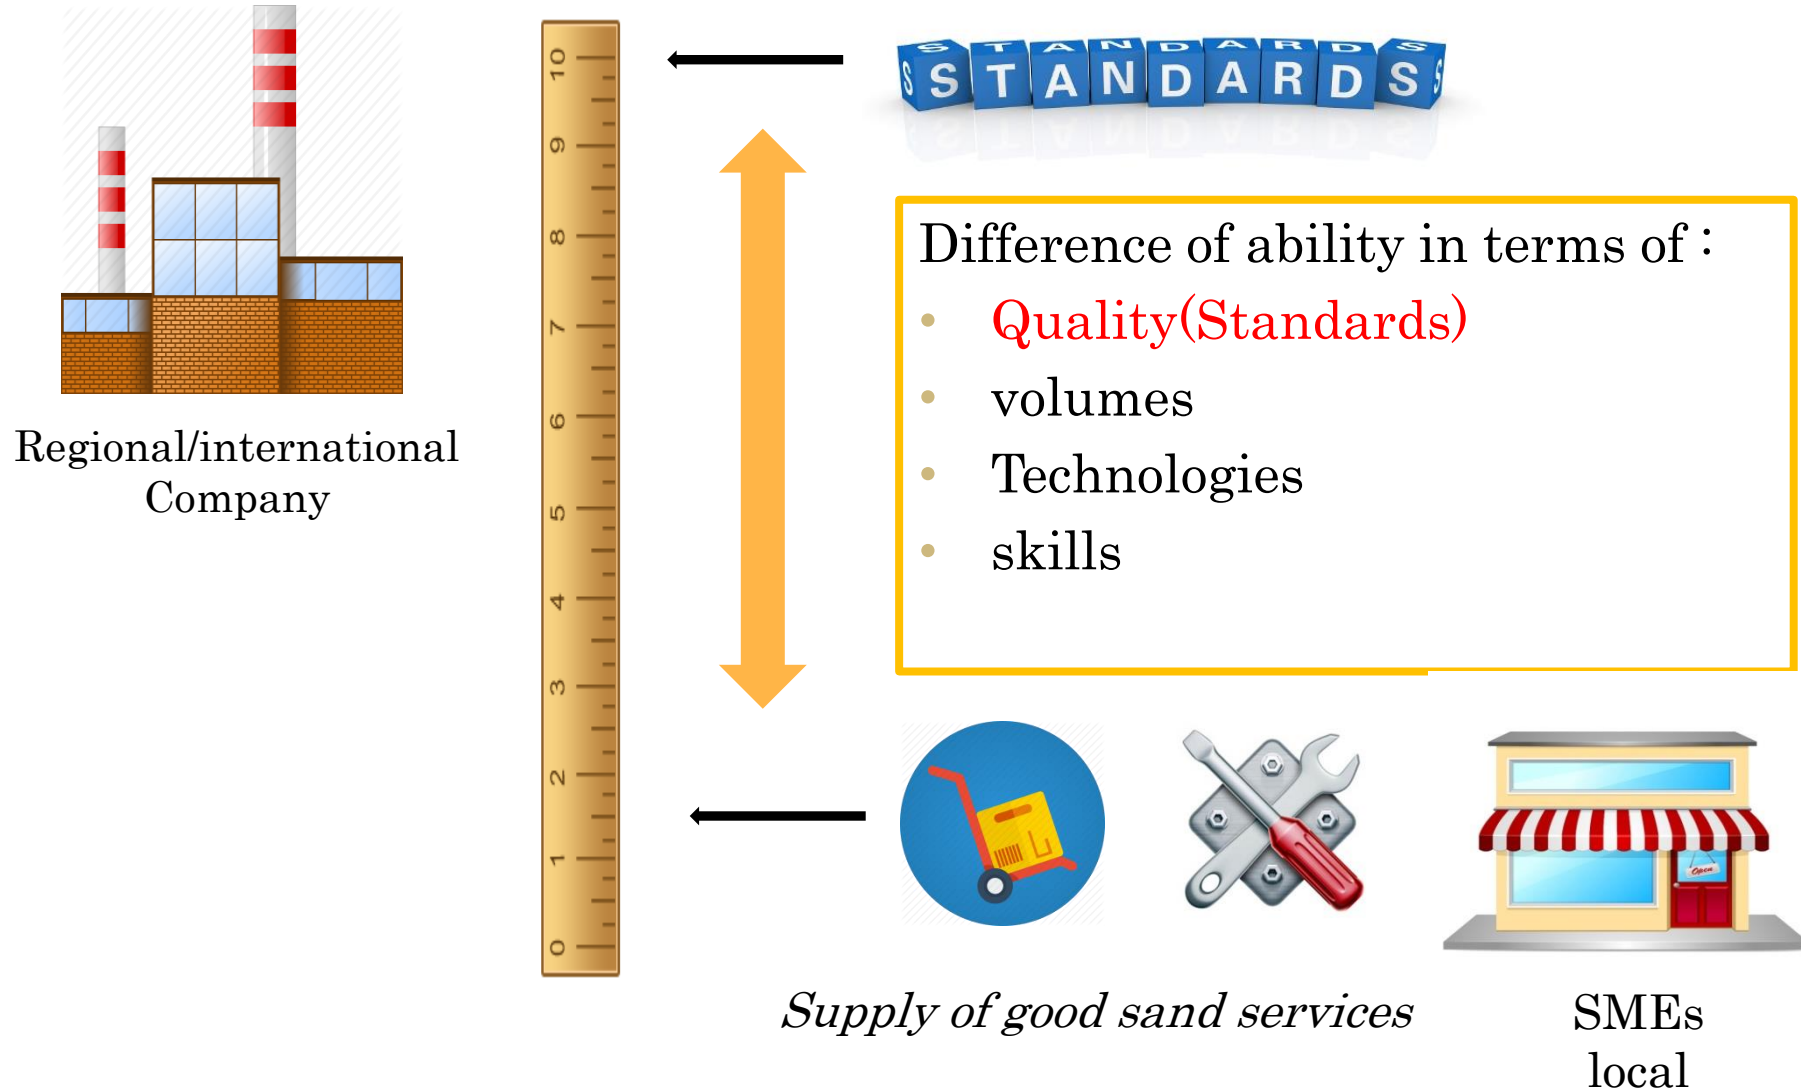 STANDARDS
10
9
8
7
6
5
4
3
2
1
0
Regional/international
Company
Difference of ability in terms of :
• Quality(Standards)
• volumes
• Technologies
• skills
Open
Supply of good sand services
SMEs
local